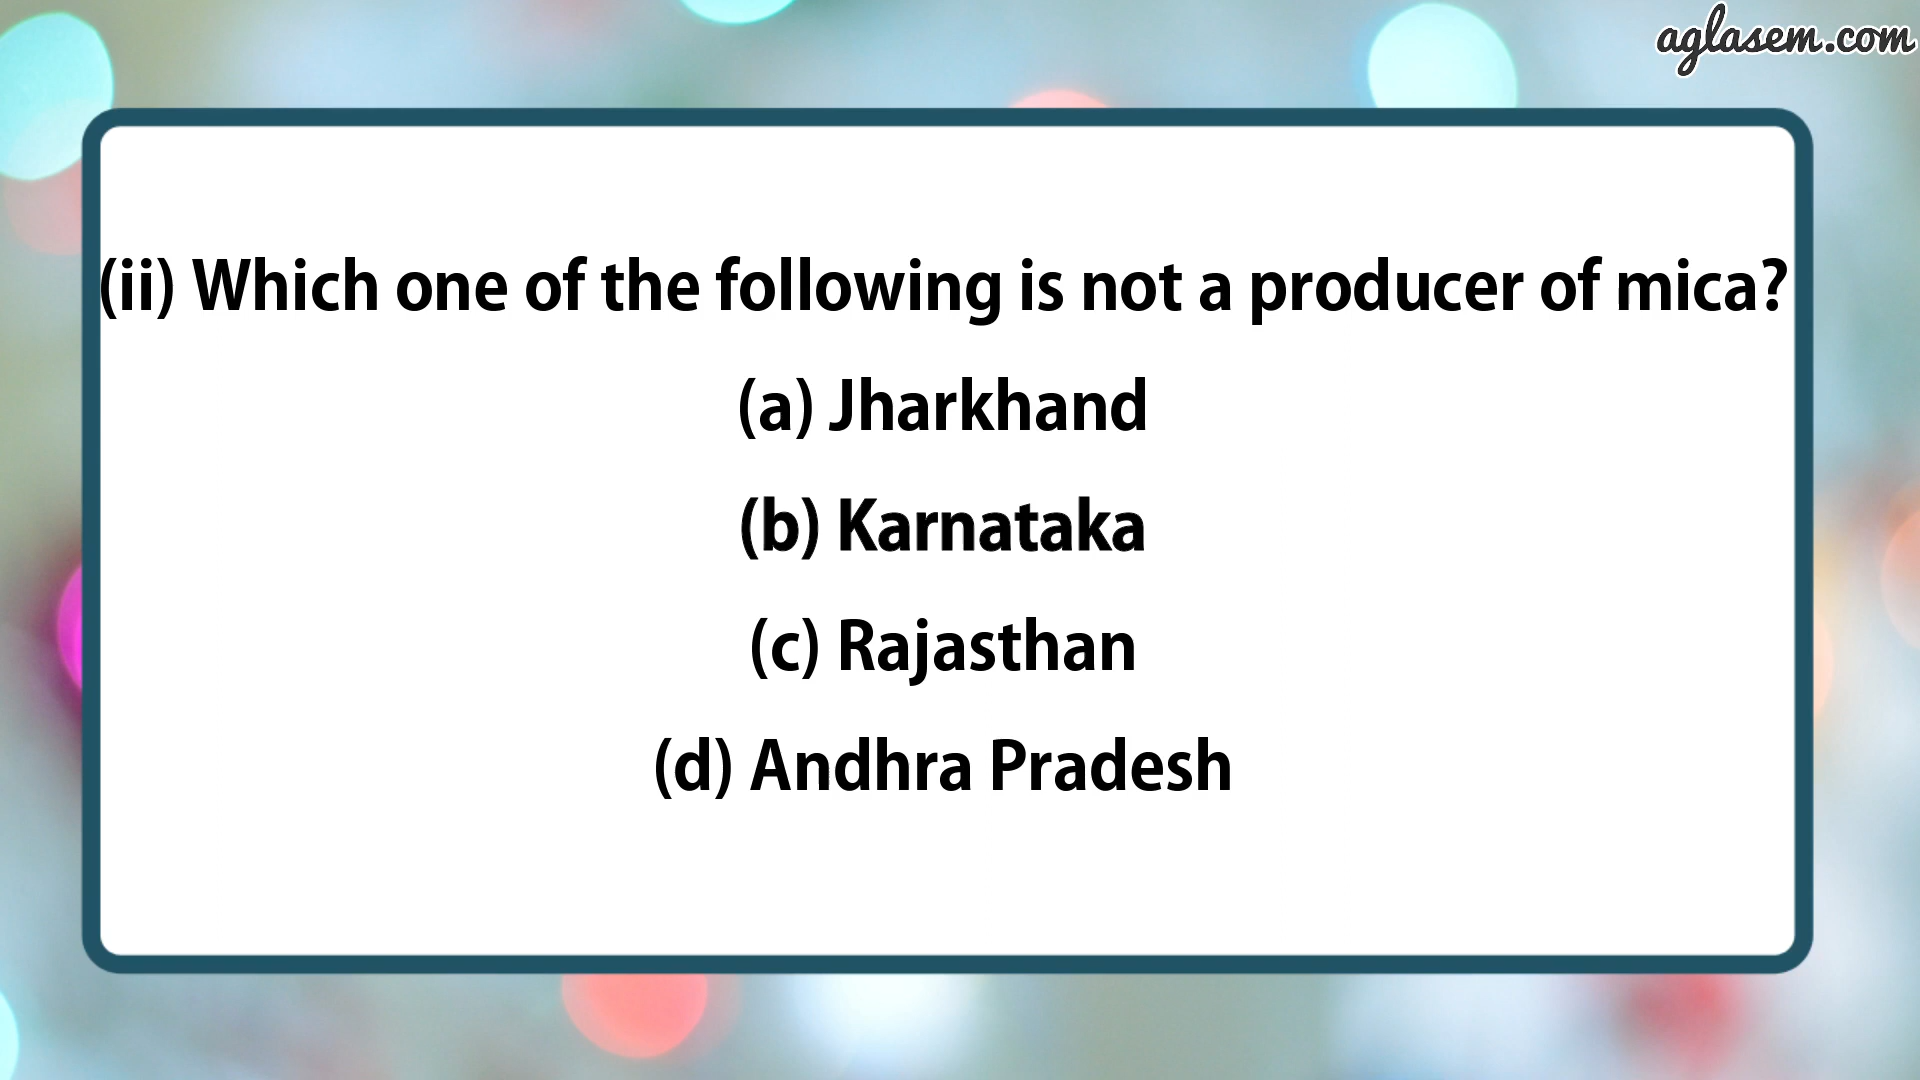 aglasem.com
(ii) Which one of the following is not a producer of mica?
(a) Jharkhand
(b) Karnataka
(c) Rajasthan
(d) Andhra Pradesh